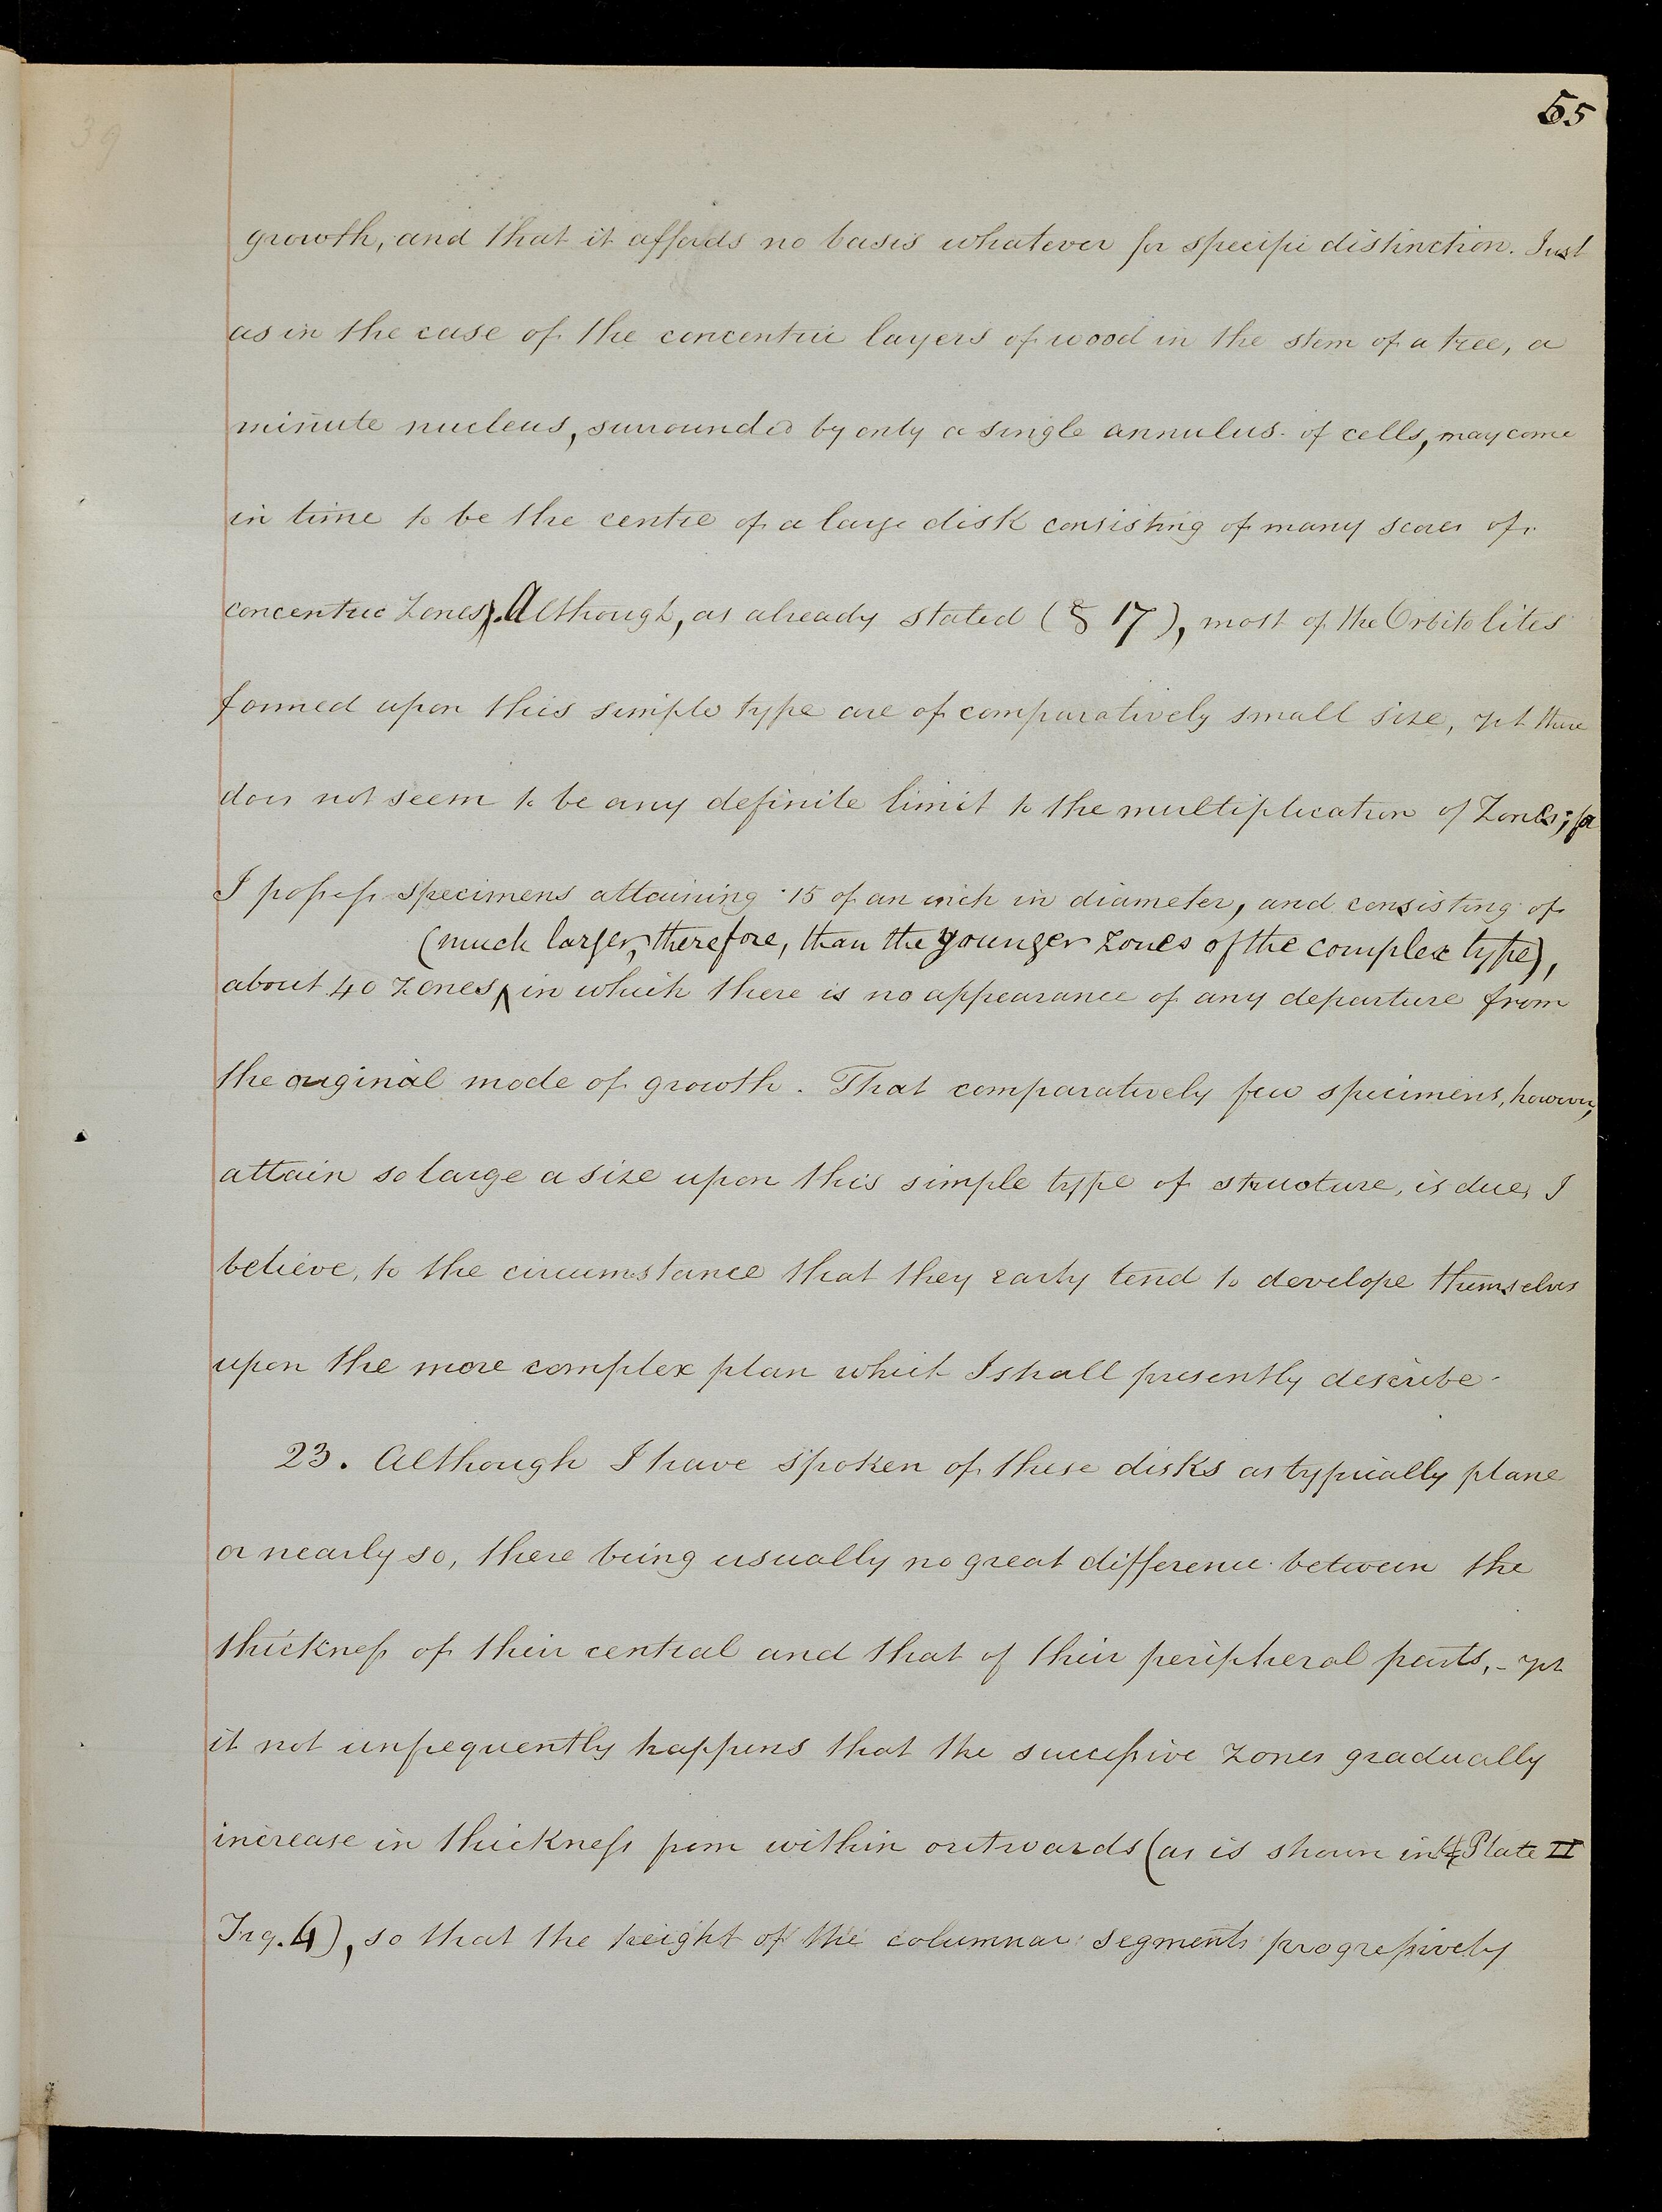 55
39
growth, and that it affords no basis whatever for specific distinction. Just
as in the case of the concentric layers of wood in the stem of a tree, a
minute nucleus, surrounded by only a single annulus of cells, may come
in time to be the centre of a large disk consisting of many scores of
concentric zones. Although, as already stated (§ 17), most of the Orbitolites
formed upon this simple type are of comparatively small size, yet there
does not seem to be any definite limit to the multiplication of zones; for
I possess specimens attaining ·15 of an inch in diameter, and consisting of
(much larger, therefore, than the younger zones of the complex type),
about 40 zones, in which there is no appearance of any departure from
the original mode of growth. That comparatively few specimens, however,
attain so large a size upon this simple type of structure, is due, I
believe, to the circumstance that they early tend to develope themselves
upon the more complex plan which I shall presently describe.
23. Although I have spoken of these disks as typically plane
or nearly so, there being usually no great difference between the
thickness of their central and that of their peripheral parts, - yet
it not unfrequently happens that the successive zones gradually
increase in thickness from within outwards (as is shown in Plate II
Fig. 4), so that the height of the columnar segments progressively